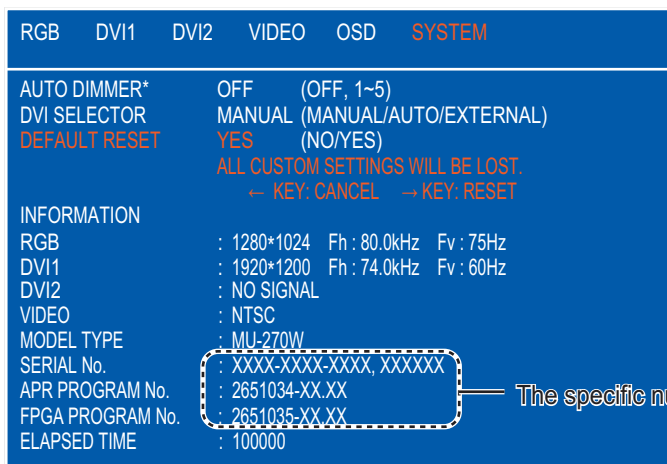 RGB DVI1 DVI2 VIDEO OSD SYSTEM
AUTO DIMMER* OFF (OFF, 1~5)
DVI SELECTOR MANUAL (MANUAL/AUTO/EXTERNAL)
DEFAULT RESET YES (NO/YES)
ALL CUSTOM SETTINGS WILL BE LOST.
← KEY: CANCEL → KEY: RESET
INFORMATION
RGB : 1280*1024 Fh : 80.0kHz Fv : 75Hz
DVI1 : 1920*1200 Fh : 74.0kHz Fv : 60Hz
DVI2 : NO SIGNAL
VIDEO : NTSC
MODEL TYPE : MU-270W
SERIAL No. : XXXX-XXXX-XXXX, XXXXXX
APR PROGRAM No. : 2651034-XX.XX
The specific
FPGA PROGRAM No. : 2651035-XX.XX
ELAPSED TIME : 100000